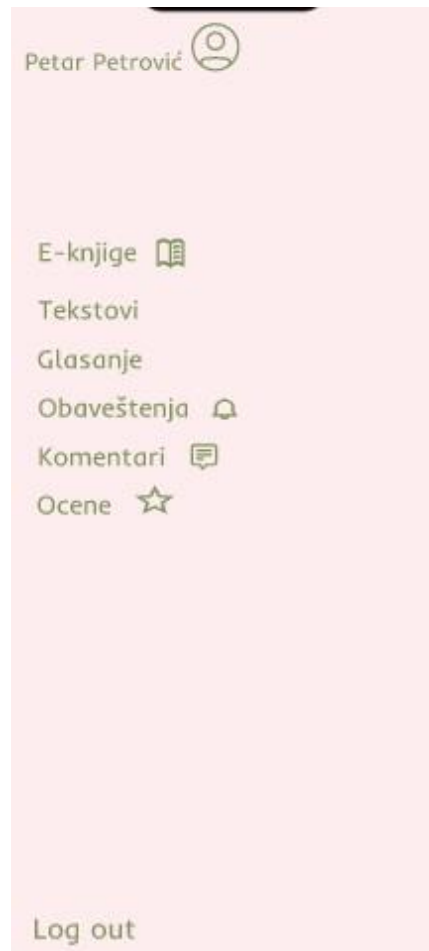 Petar Petrović
E-knjige
Tekstovi
Glasanje
Obaveštenja
Komentari
Ocene
Log out